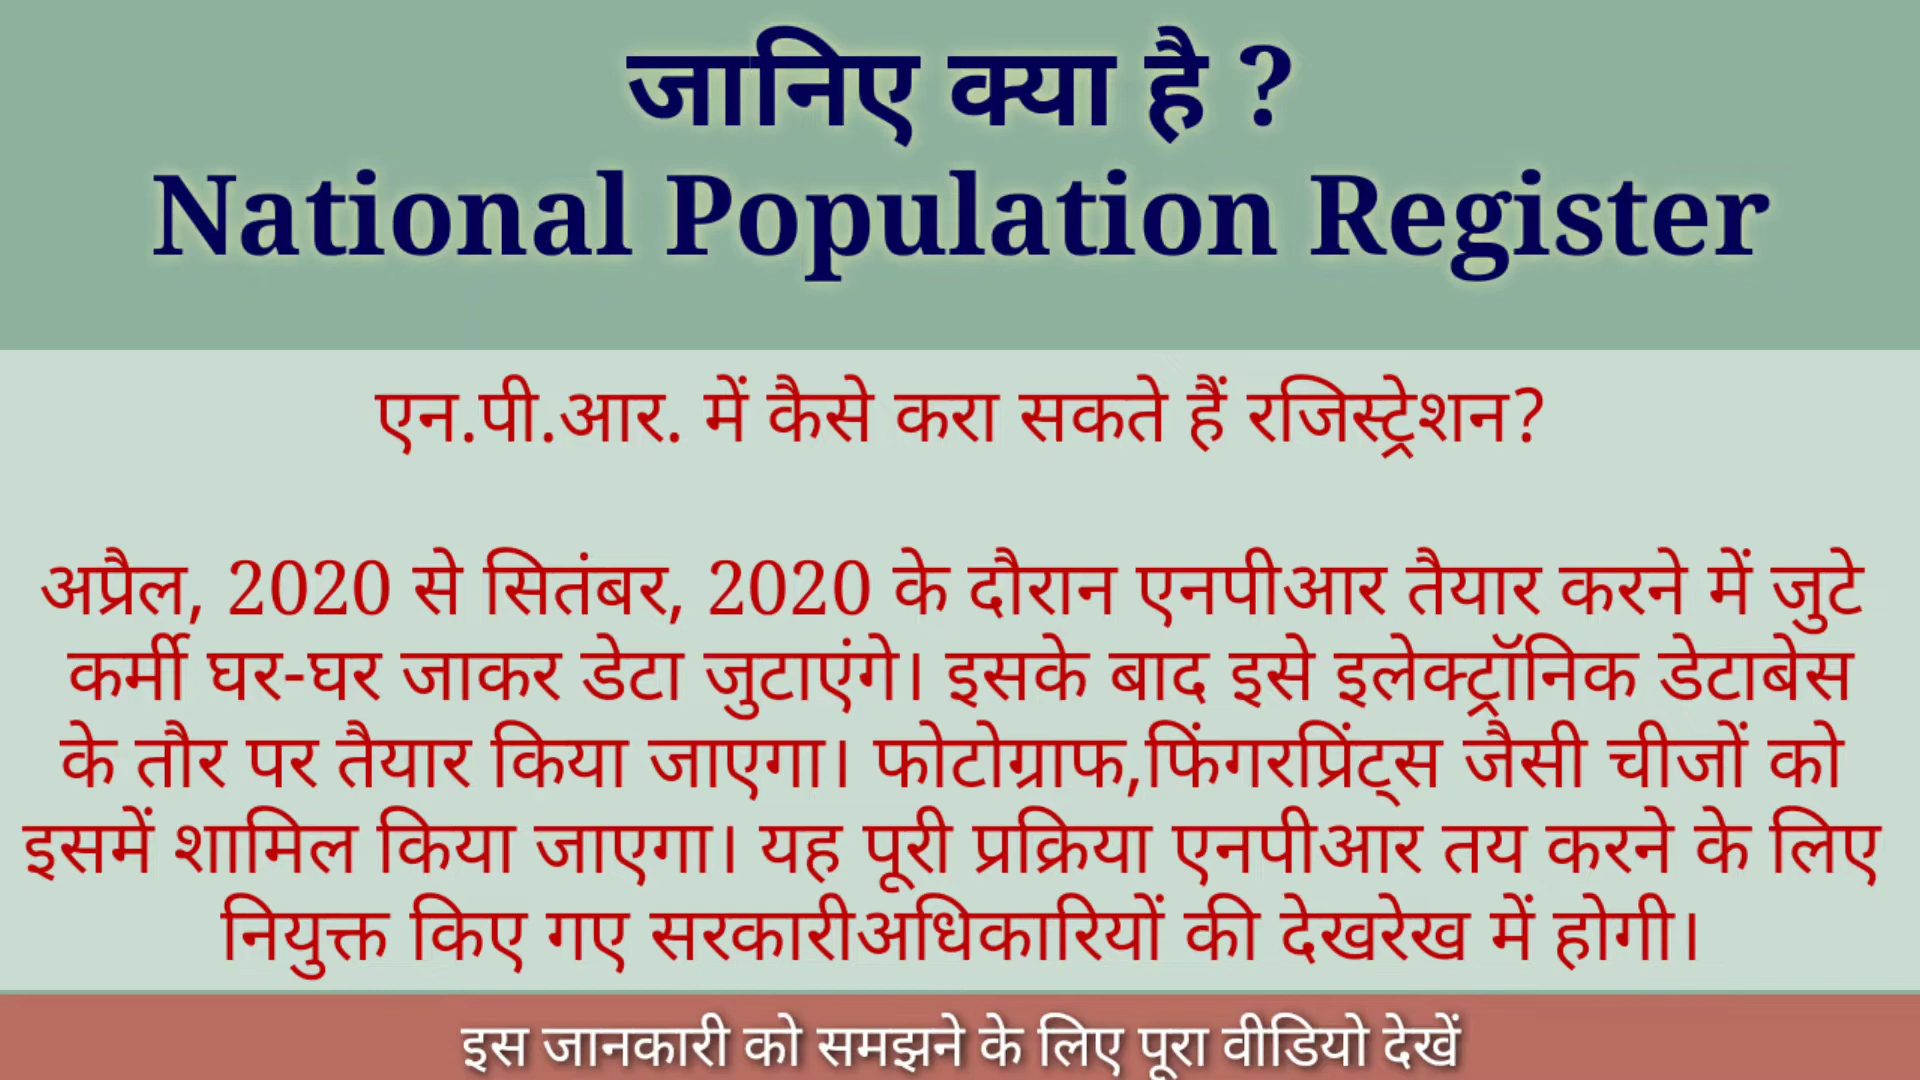 जानिए क्या है ?
National Population Register
एन.पी.आर. में कैसे करा सकते हैं रजिस्ट्रेशन?
अप्रैल, 2020 से सितंबर, 2020 के दौरान एनपीआर तैयार करने में जुटे
कर्मी घर-घर जाकर डेटा जुटाएंगे। इसके बाद इसे इलेक्ट्रॉनिक डेटाबेस
के तौर पर तैयार किया जाएगा। फोटोग्राफ,फिंगरप्रिंट्स जैसी चीजों को
इसमें शामिल किया जाएगा। यह पूरी प्रक्रिया एनपीआर तय करने के लिए
नियुक्त किए गए सरकारीअधिकारियों की देखरेख में होगी।
इस जानकारी को समझने के लिए पूरा वीडियो देखें